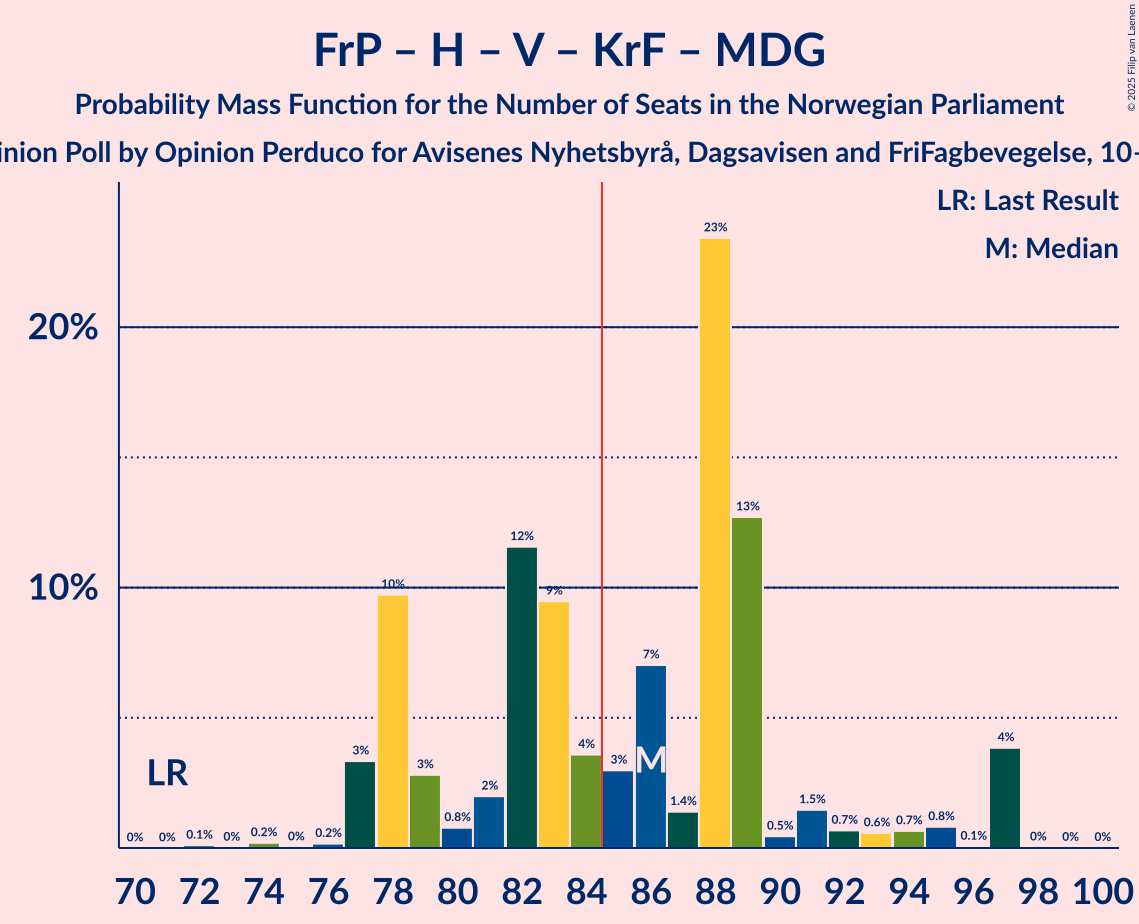 FrP – H – V – KrF – MDG
Probability Mass Function for the Number of Seats in the Norwegian Parliament
inion Poll by Opinion Perduco for Avisenes Nyhetsbyrå, Dagsavisen and FriFagbevegelse, 10–
© 2025 Filip van Laenen
LR: Last Result
M: Median
20%
10%
LR
M
0% 0% 0.1% 0% 0.2% 0% 0.2% 3% 10% 3% 0.8% 2% 12% 9% 4% 3% 7% 1.4% 23% 13% 0.5% 1.5% 0.7% 0.6% 0.7% 0.8% 0.1% 4% 0% 0% 0%
70 72 74 76 78 80 82 84 86 88 90 92 94 96 98 100